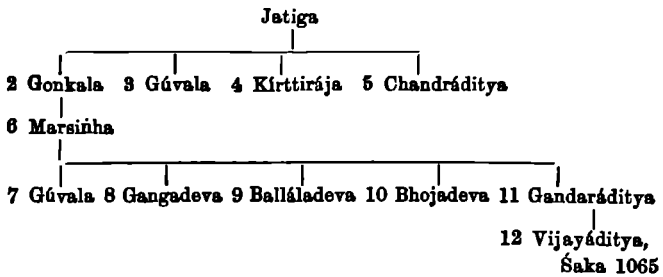 Jatiga
2 Gonkala 3 Gúvala 4 Kírttirája 5 Chandráditya
6 Marsiṅha
7 Gúvala 8 Gangadeva 9 Balláladeva 10 Bhojadeva 11 Gandaráditya
12 Vijayáditya,
Śaka 1065